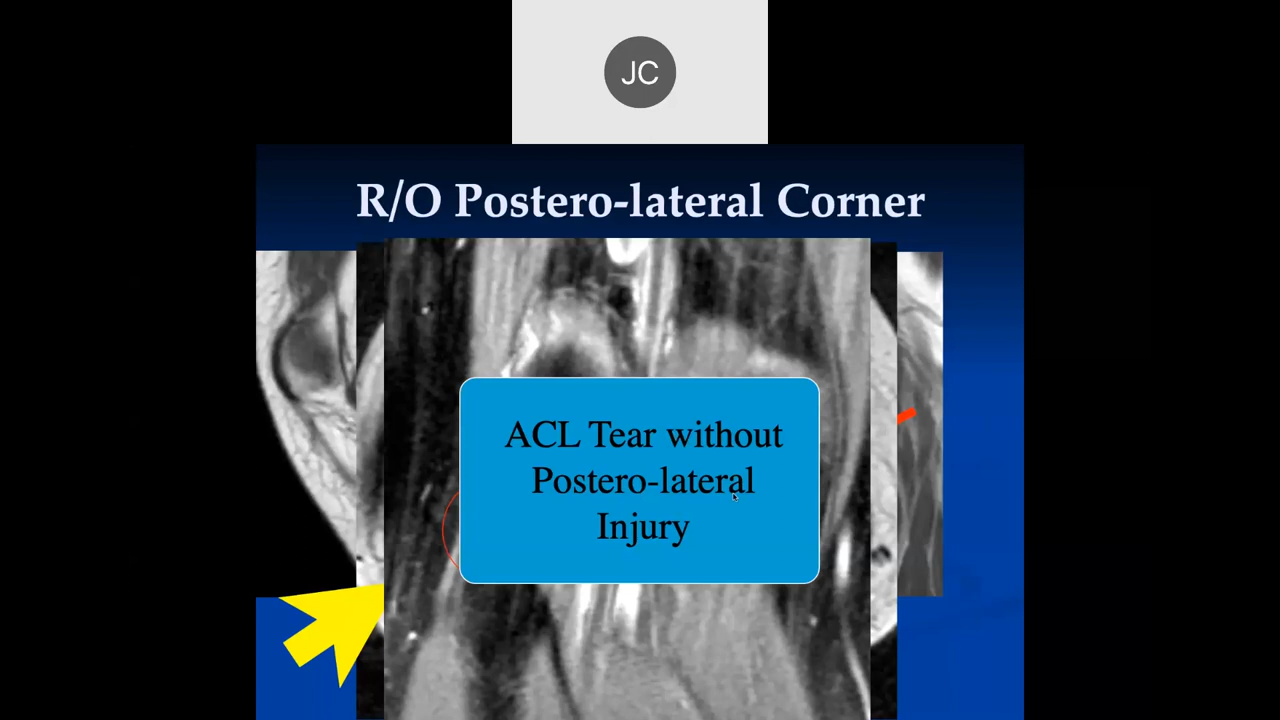 JC
R/O Postero-lateral Corner
ACL Tear without
Postero-lateral
Injury